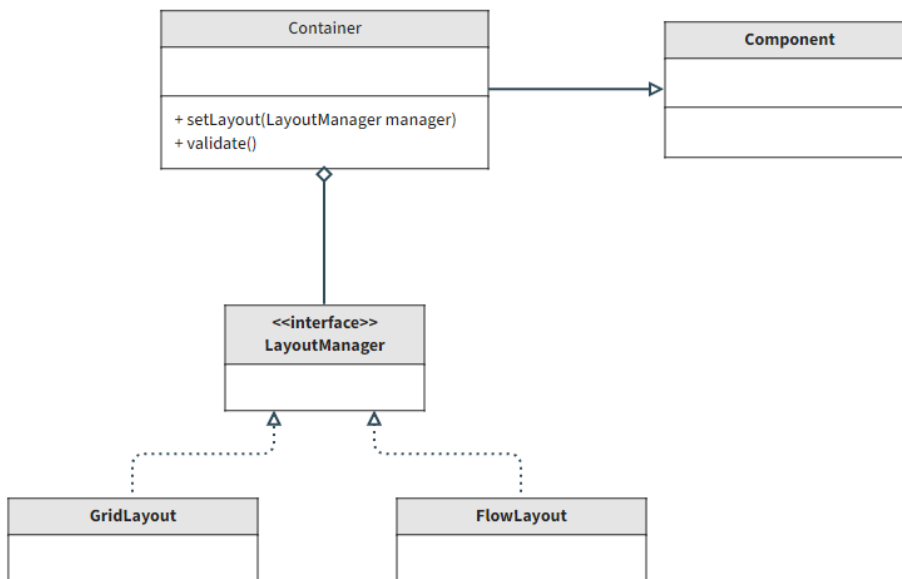 Container
Component
+ setLayout(LayoutManager manager)
+ validate()
<<interface>>
LayoutManager
GridLayout
FlowLayout